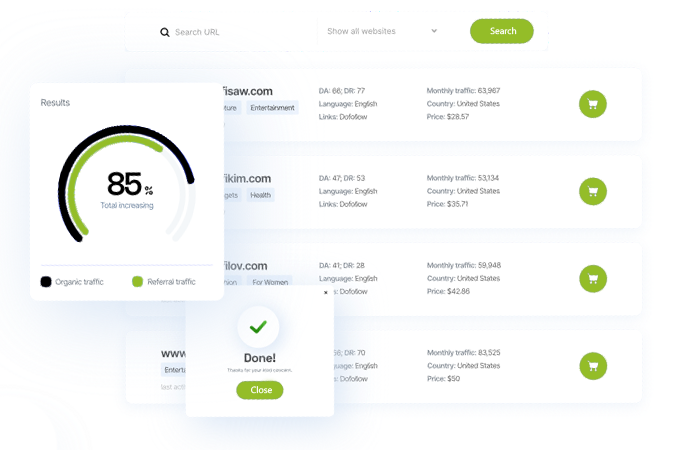 Search URL
Show all websites
Search
Results
85 %
Total increasing
Organic traffic
Referral traffic
fisaw.com
Entertainment
DA: 66; DR: 77
Language: English
Links: Dofollow
Monthly traffic: 63,967
Country: United States
Price: $28.57
fikim.com
gets
Health
DA: 47; DR: 53
Language: English
Links: Dofollow
Monthly traffic: 53,134
Country: United States
Price: $35.71
filov.com
For Women
DA: 41; DR: 28
Language: English
s: Dofollow
Monthly traffic: 59,948
Country: United States
Price: $42.86
×
Done!
Thanks for your kind concern.
Close
www
Enterta
last acti
DR: 70
Language: English
s: Dofollow
Monthly traffic: 83,525
Country: United States
Price: $50